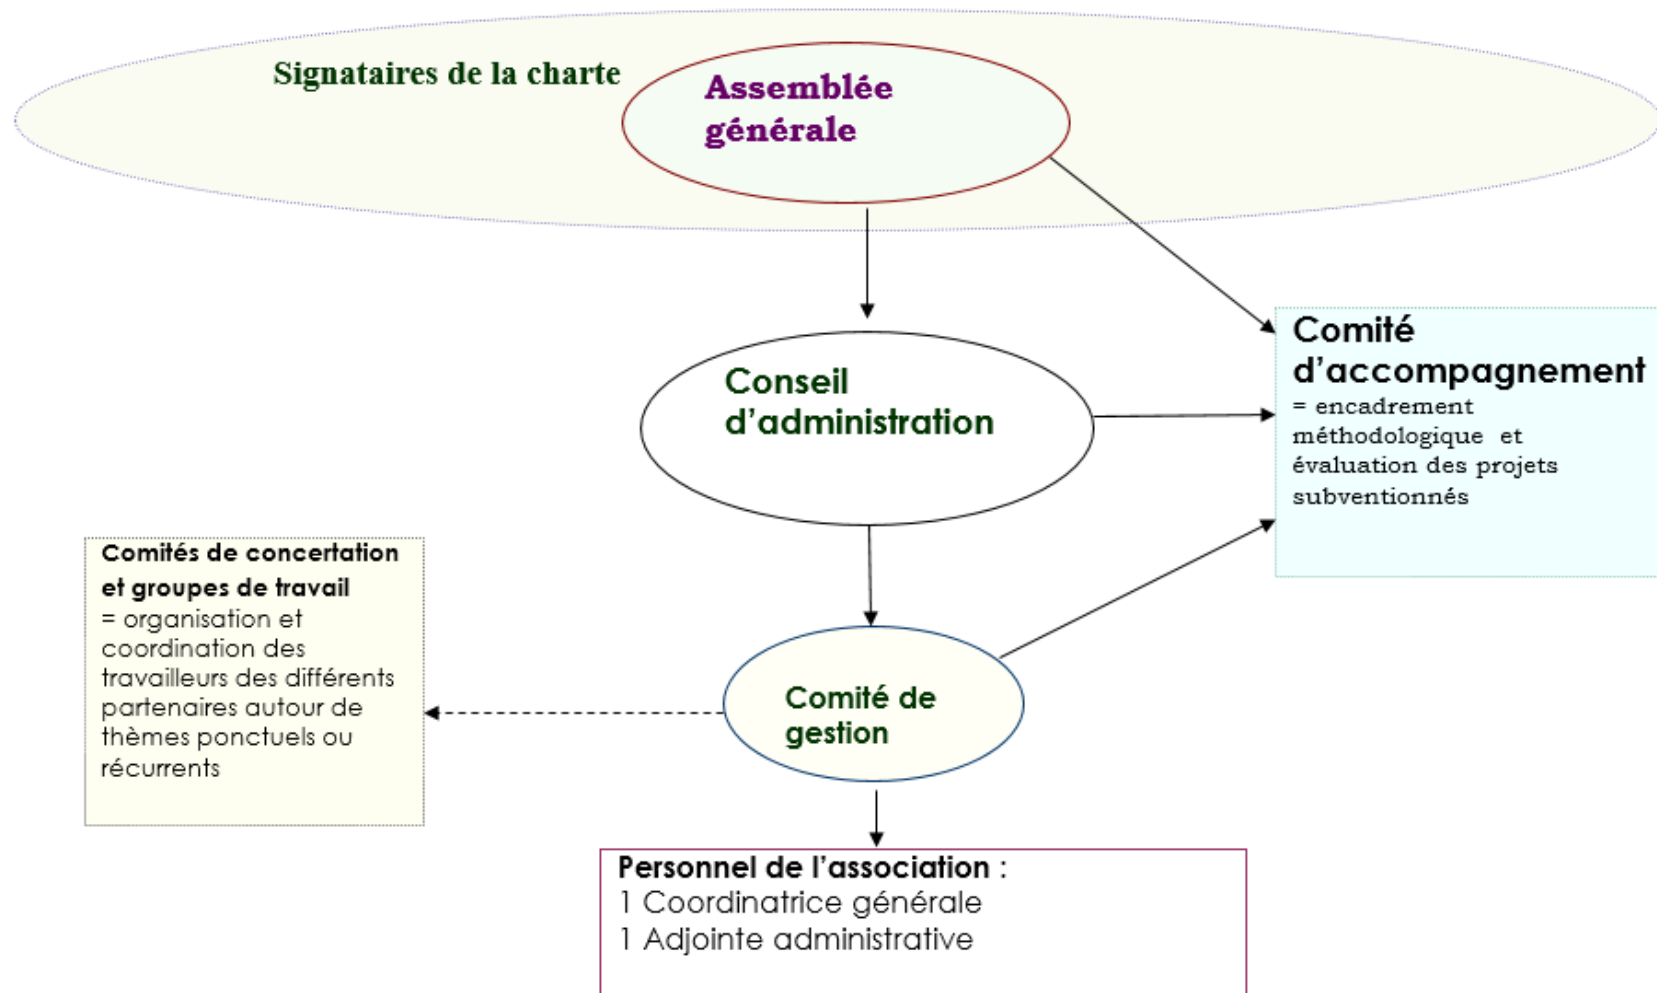 Signataires de la charte
Assemblée
générale
Conseil
d’administration
Comité
d’accompagnement
= encadrement
méthodologique et
évaluation des projets
subventionnés
Comités de concertation
et groupes de travail
= organisation et
coordination des
travailleurs des différents
partenaires autour de
thèmes ponctuels ou
récurrents
Comité de
gestion
Personnel de l’association :
1 Coordinatrice générale
1 Adjointe administrative